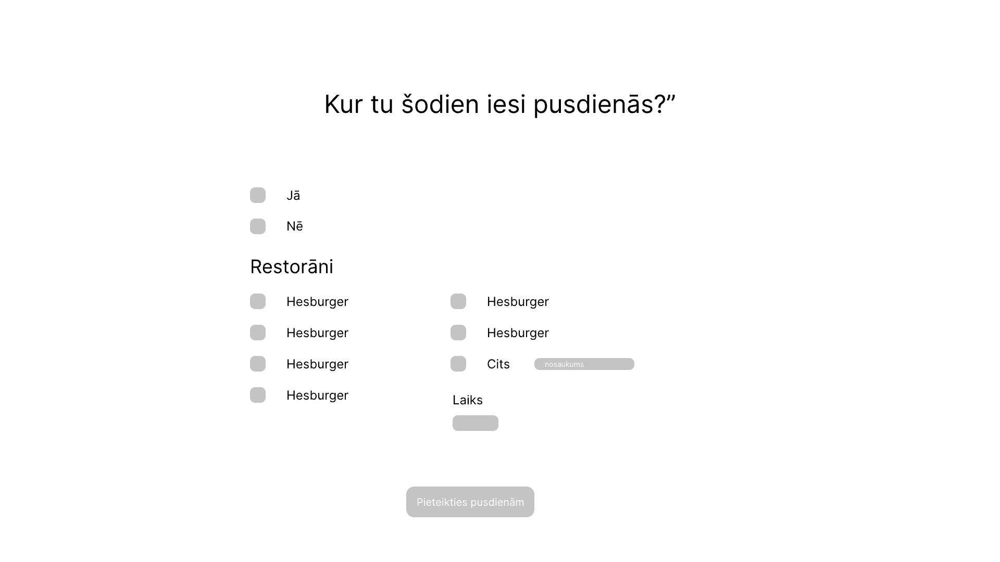 Kur tu šodien iesi pusdienās?”
Jā
Nē
Restorāni
Hesburger
Hesburger
Hesburger
Hesburger
Hesburger
Hesburger
Cits
nosaukums
Laiks
Pieteikties pusdienām